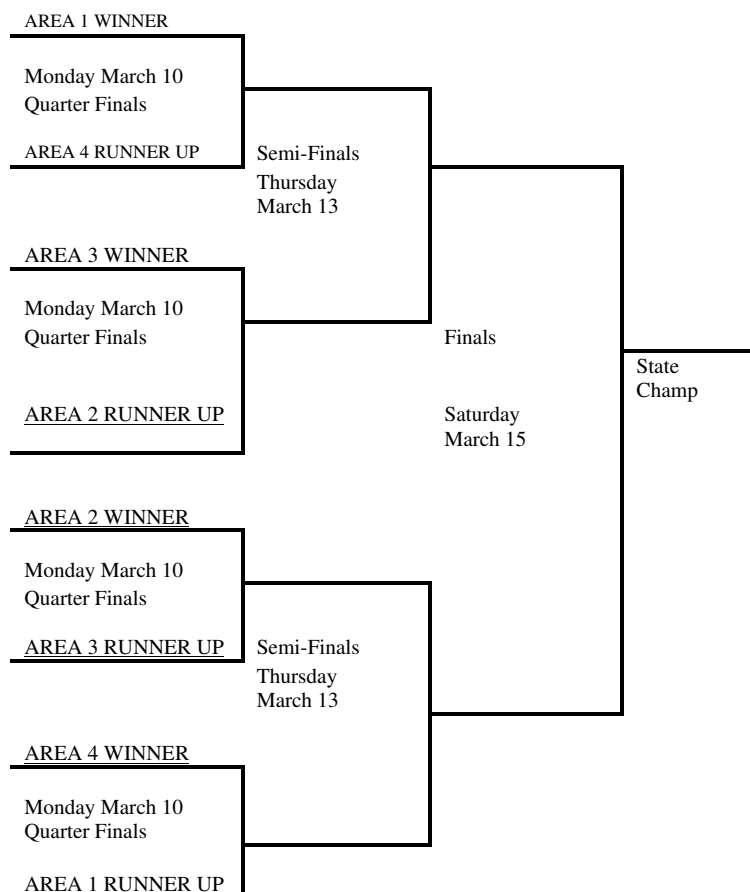 AREA 1 WINNER
Monday March 10
Quarter Finals
AREA 4 RUNNER UP
Semi-Finals
Thursday
March 13
AREA 3 WINNER
Monday March 10
Quarter Finals
Finals
State
Champ
AREA 2 RUNNER UP
Saturday
March 15
AREA 2 WINNER
Monday March 10
Quarter Finals
AREA 3 RUNNER UP
Semi-Finals
Thursday
March 13
AREA 4 WINNER
Monday March 10
Quarter Finals
AREA 1 RUNNER UP